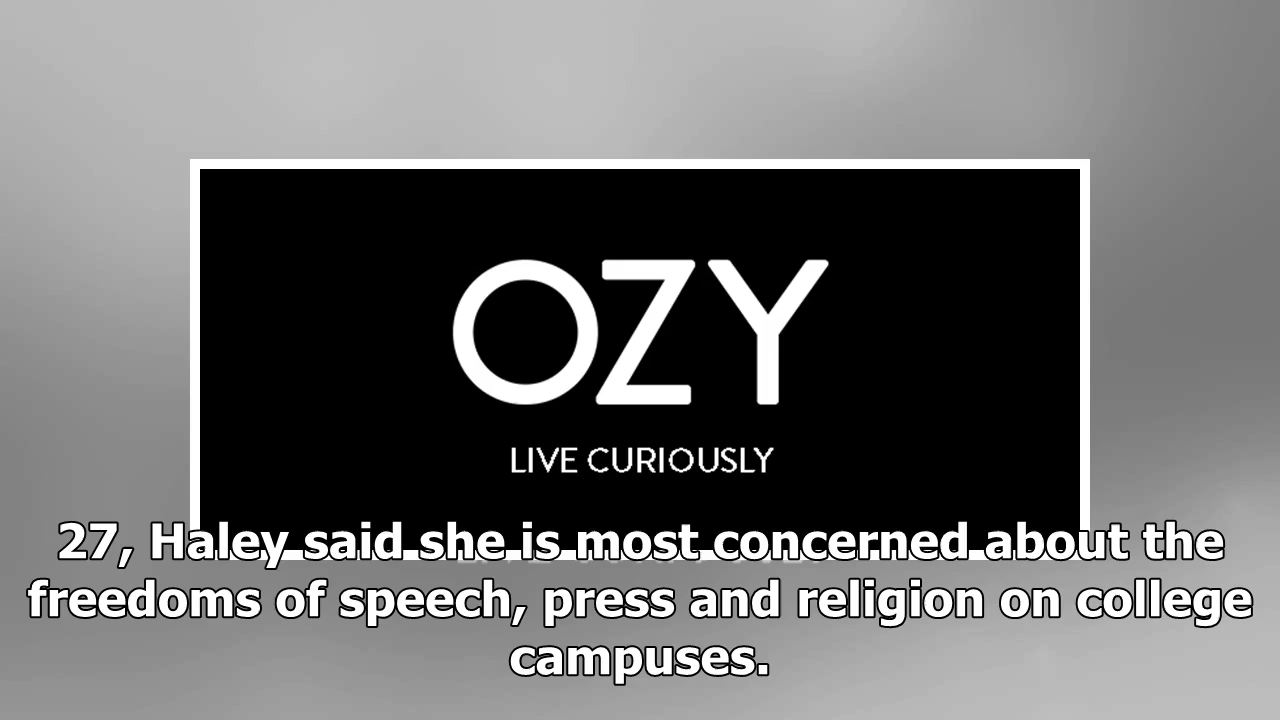 OZY
LIVE CURIOUSLY
27, Haley said she is most concerned about the
freedoms of speech, press and religion on college
campuses.